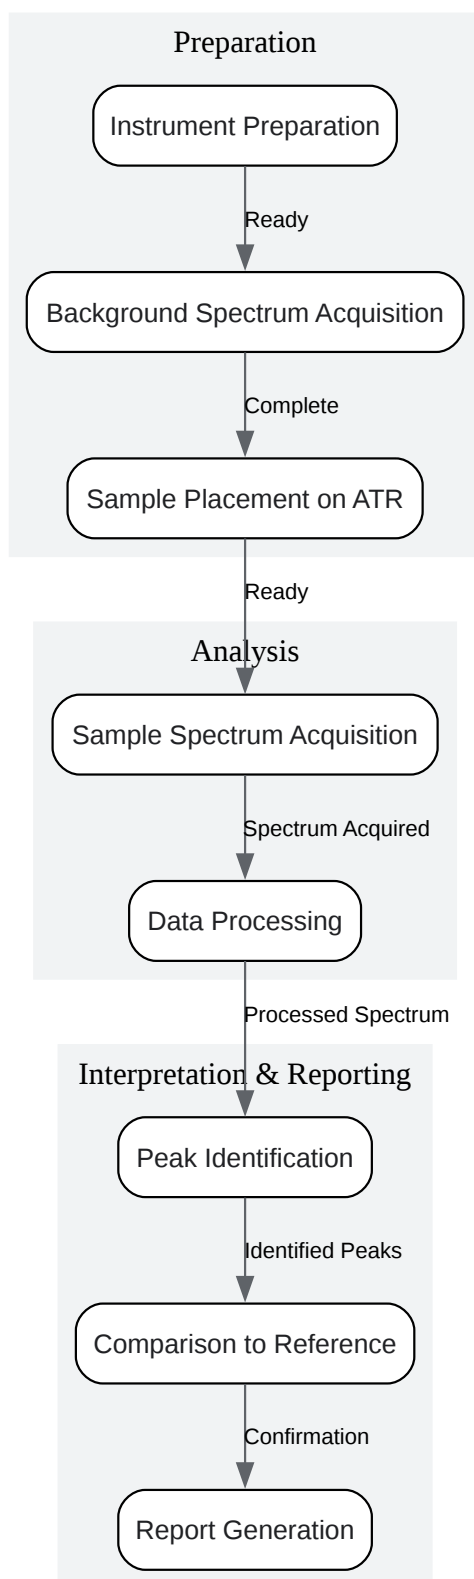 Preparation
Instrument Preparation
Ready
Background Spectrum Acquisition
Complete
Sample Placement on ATR
Ready
Analysis
Sample Spectrum Acquisition
Spectrum Acquired
Data Processing
Processed Spectrum
Interpretation & Reporting
Peak Identification
Identified Peaks
Comparison to Reference
Confirmation
Report Generation